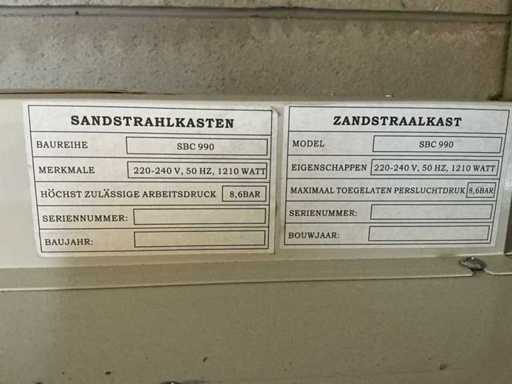 SANDSTRAHLKASTEN
BAUREIHE SBC 990
MERKMALE 220-240 V, 50 HZ, 1210 WATT
HÖCHST ZULÄSSIGE ARBEITSDRUCK 8,6BAR
SERIENNUMMER:
BAUJAHR:
ZANDSTRAALKAST
MODEL SBC 990
EIGENSCHAPPEN 220-240 V, 50 HZ, 1210 WATT
MAXIMAAL TOEGELATEN PERSLUCHTDRUK 8,6BAR
SERIENUMMER:
BOUWJAAR: